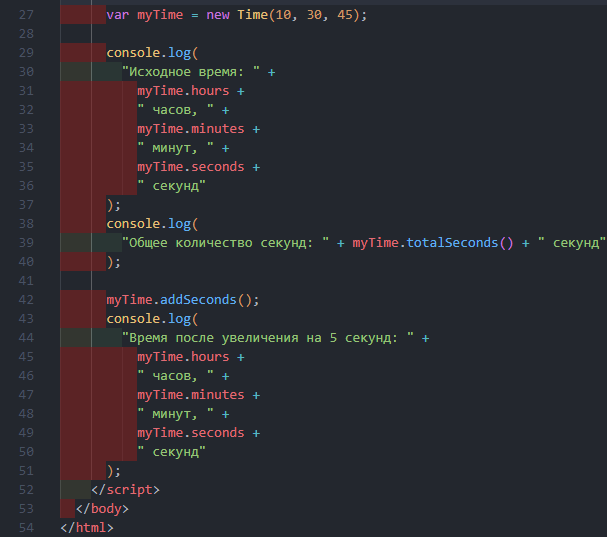 27 var myTime = new Time(10, 30, 45);
28
29 console.log(
30 "Исходное время: " +
31 myTime.hours +
32 " часов, " +
33 myTime.minutes +
34 " минут, " +
35 myTime.seconds +
36 " секунд"
37 );
38 console.log(
39 "Общее количество секунд: " + myTime.totalSeconds() + " секунд"
40 );
41
42 myTime.addSeconds();
43 console.log(
44 "Время после увеличения на 5 секунд: " +
45 myTime.hours +
46 " часов, " +
47 myTime.minutes +
48 " минут, " +
49 myTime.seconds +
50 " секунд"
51 );
52 </script>
53 </body>
54 </html>